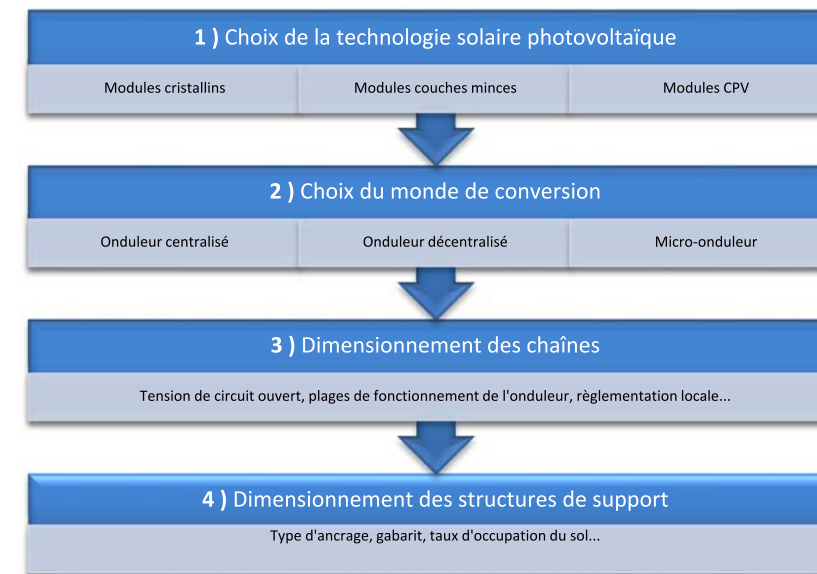 1 ) Choix de la technologie solaire photovoltaïque
Modules cristallins Modules couches minces Modules CPV
2 ) Choix du monde de conversion
Onduleur centralisé Onduleur décentralisé Micro-onduleur
3 ) Dimensionnement des chaînes
Tension de circuit ouvert, plages de fonctionnement de l'onduleur, règlementation locale...
4 ) Dimensionnement des structures de support
Type d'ancrage, gabarit, taux d'occupation du sol...